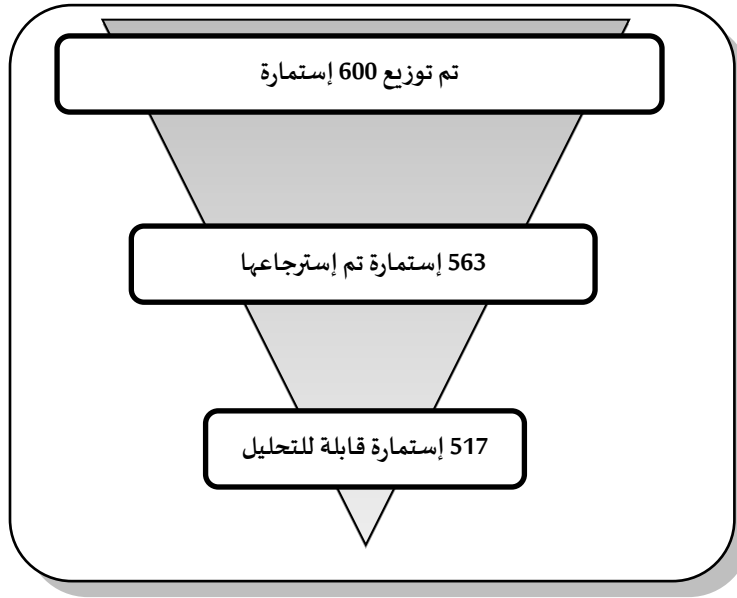 تم توزيع 600 إستمارة
563 إستمارة تم إسترجاعها
517 إستمارة قابلة للتحليل